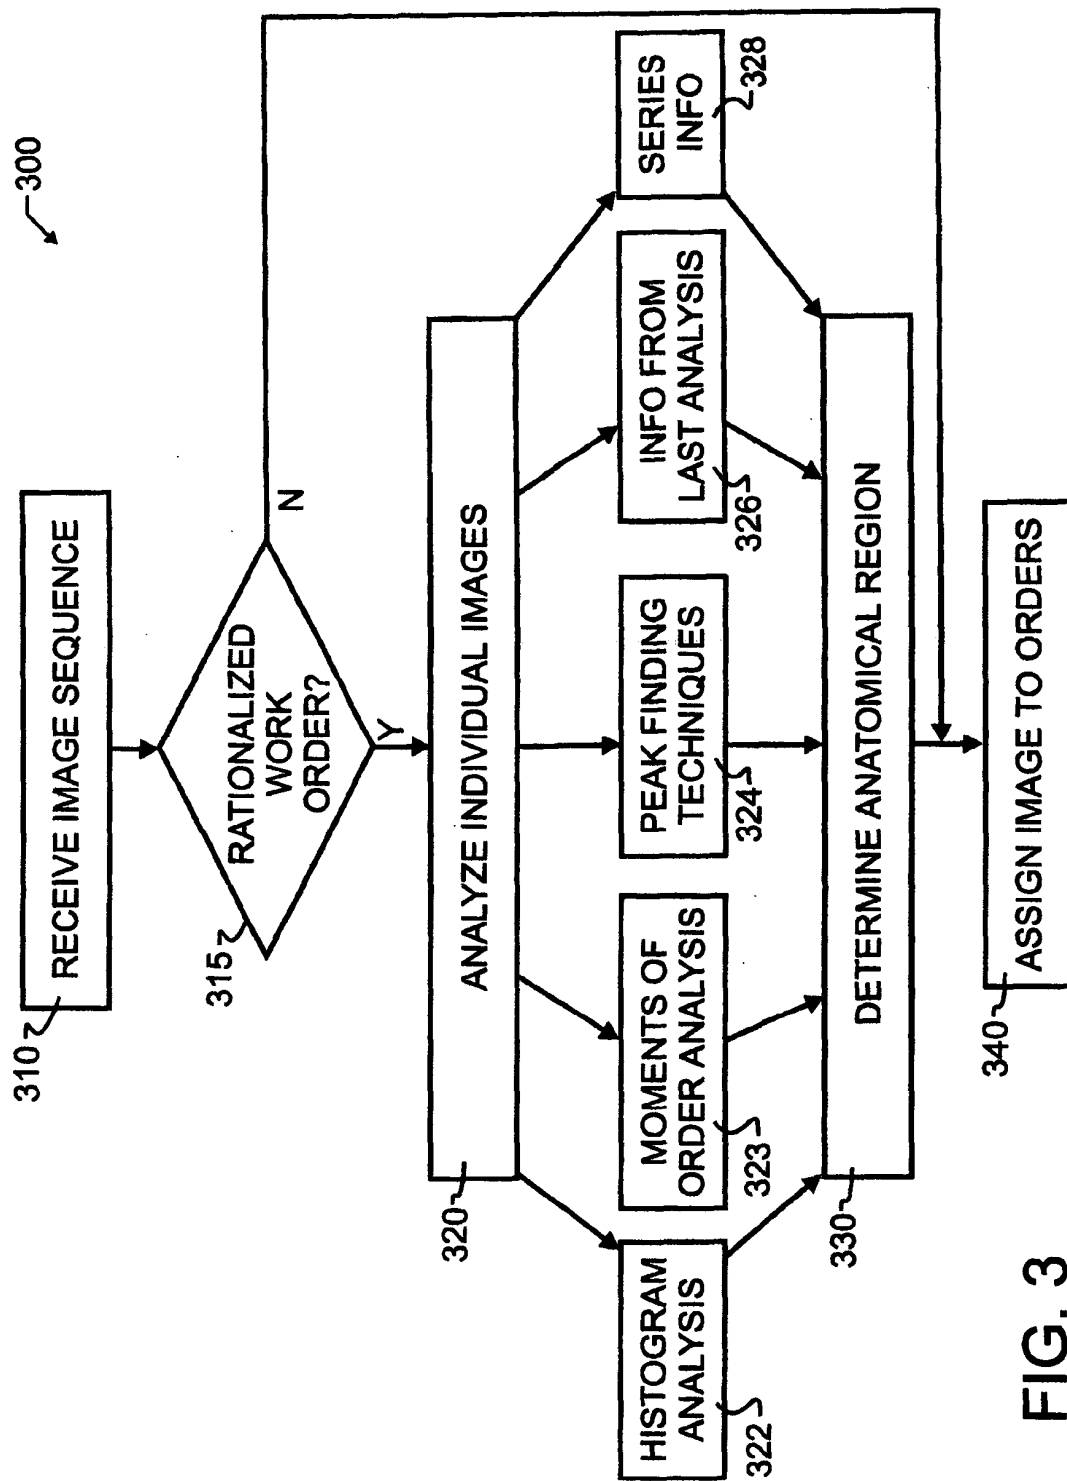 300
310
RECEIVE IMAGE SEQUENCE
315
RATIONALIZED
WORK
ORDER?
N
Y
320
ANALYZE INDIVIDUAL IMAGES
HISTOGRAM
ANALYSIS
322
MOMENTS OF
ORDER ANALYSIS
323
PEAK FINDING
TECHNIQUES
324
INFO FROM
LAST ANALYSIS
326
SERIES
INFO
328
330
DETERMINE ANATOMICAL REGION
340
ASSIGN IMAGE TO ORDERS
FIG. 3